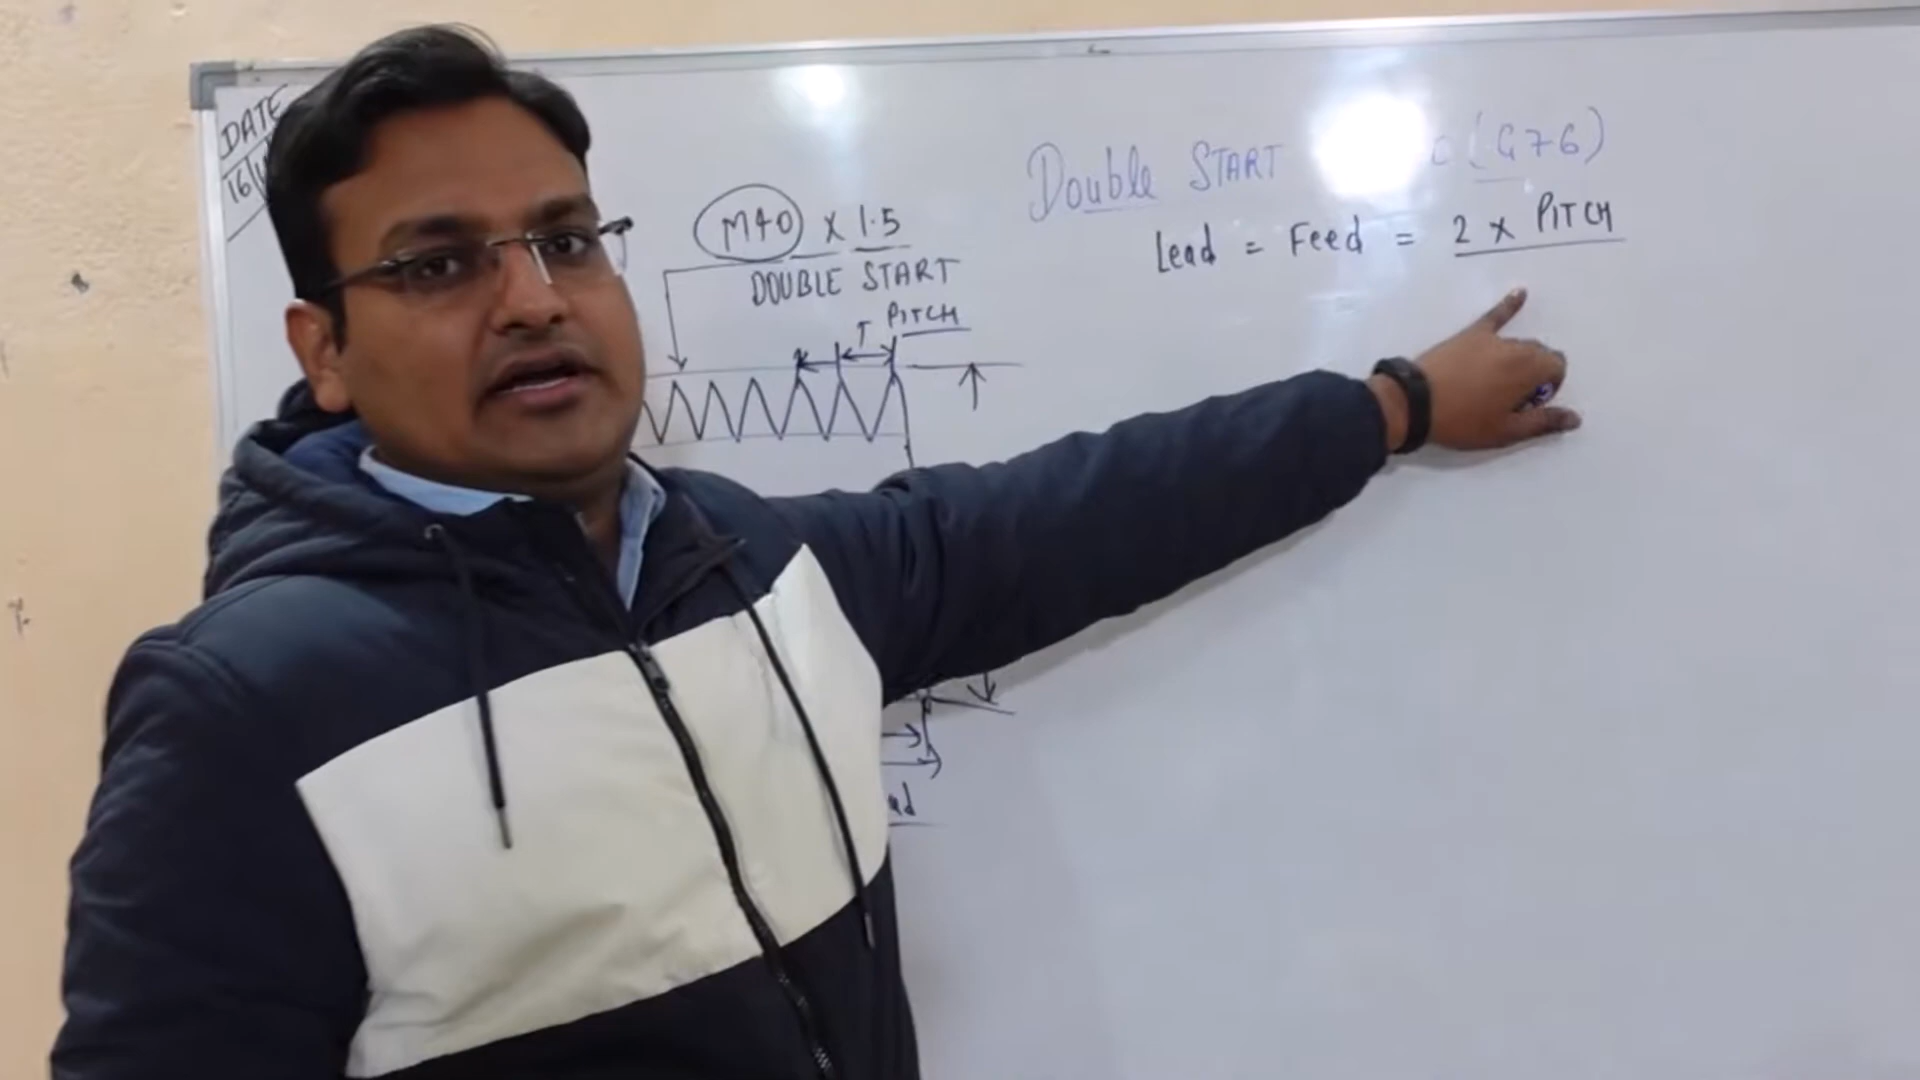 DATE
16
M40 x 1.5
DOUBLE START
PITCH
Double START (G76)
Lead = Feed = 2 x PITCH